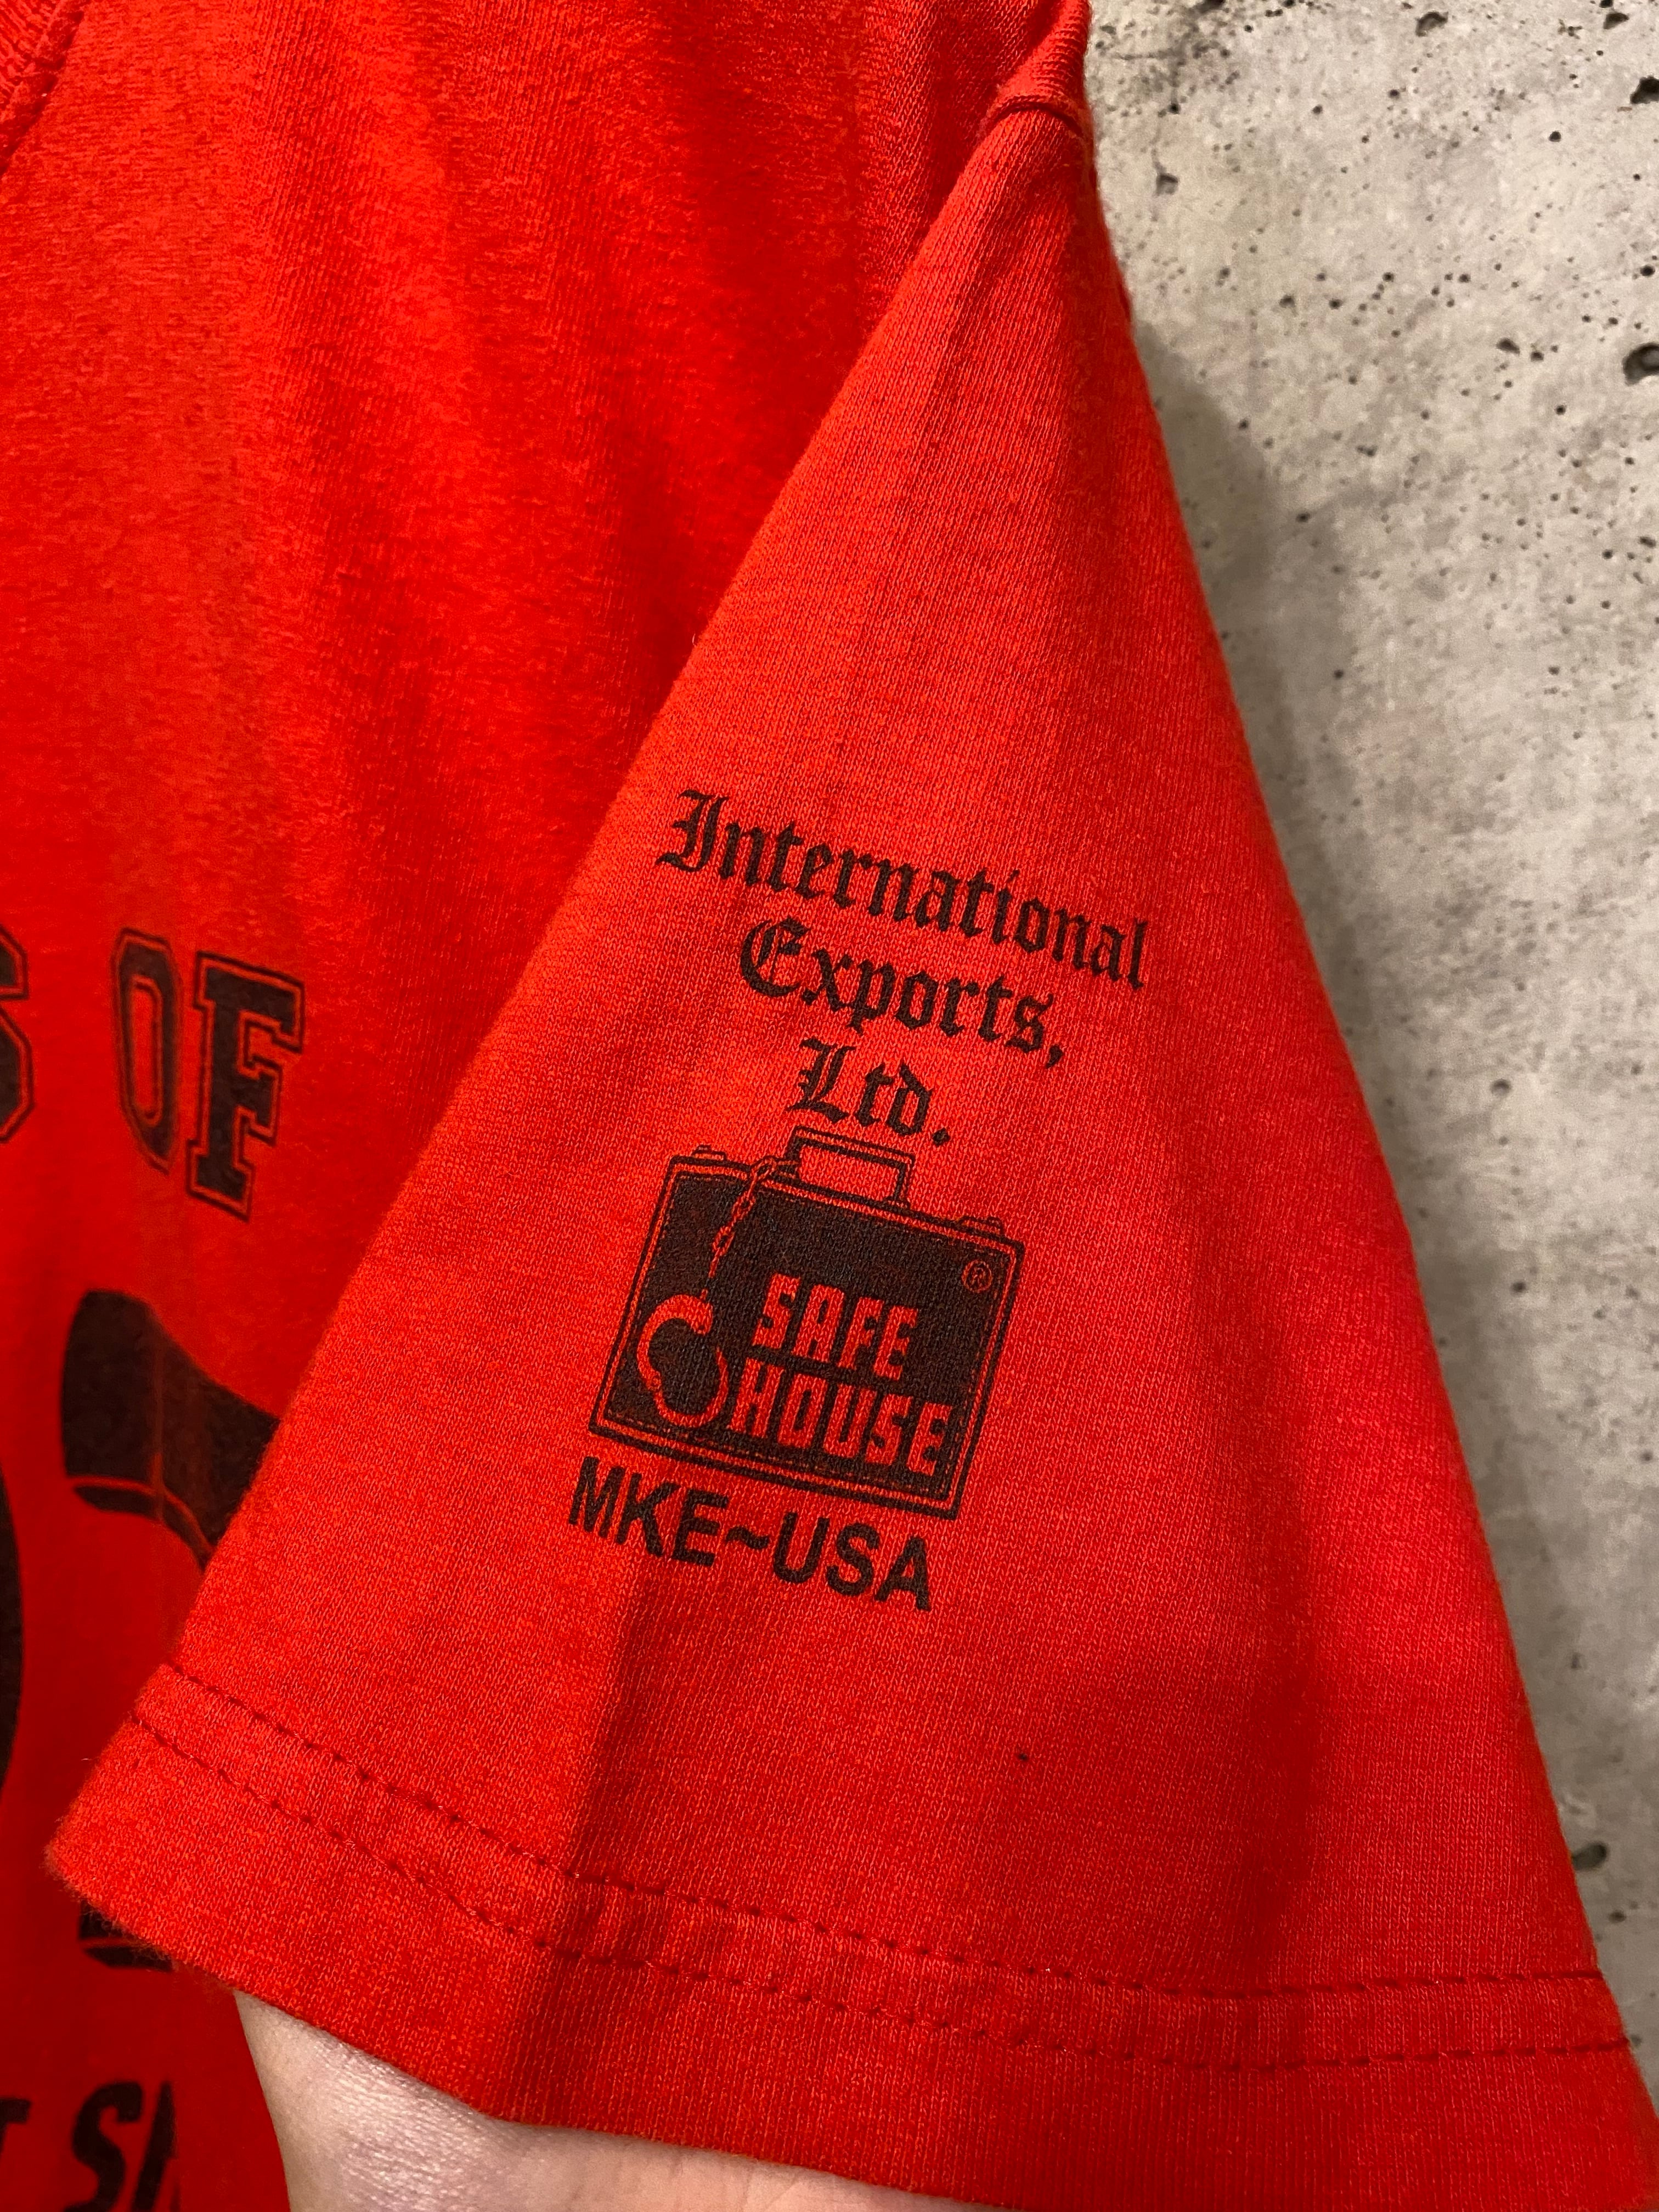 OF
International
Exports,
Ltd.
®
SAFE
HOUSE
MKE~USA